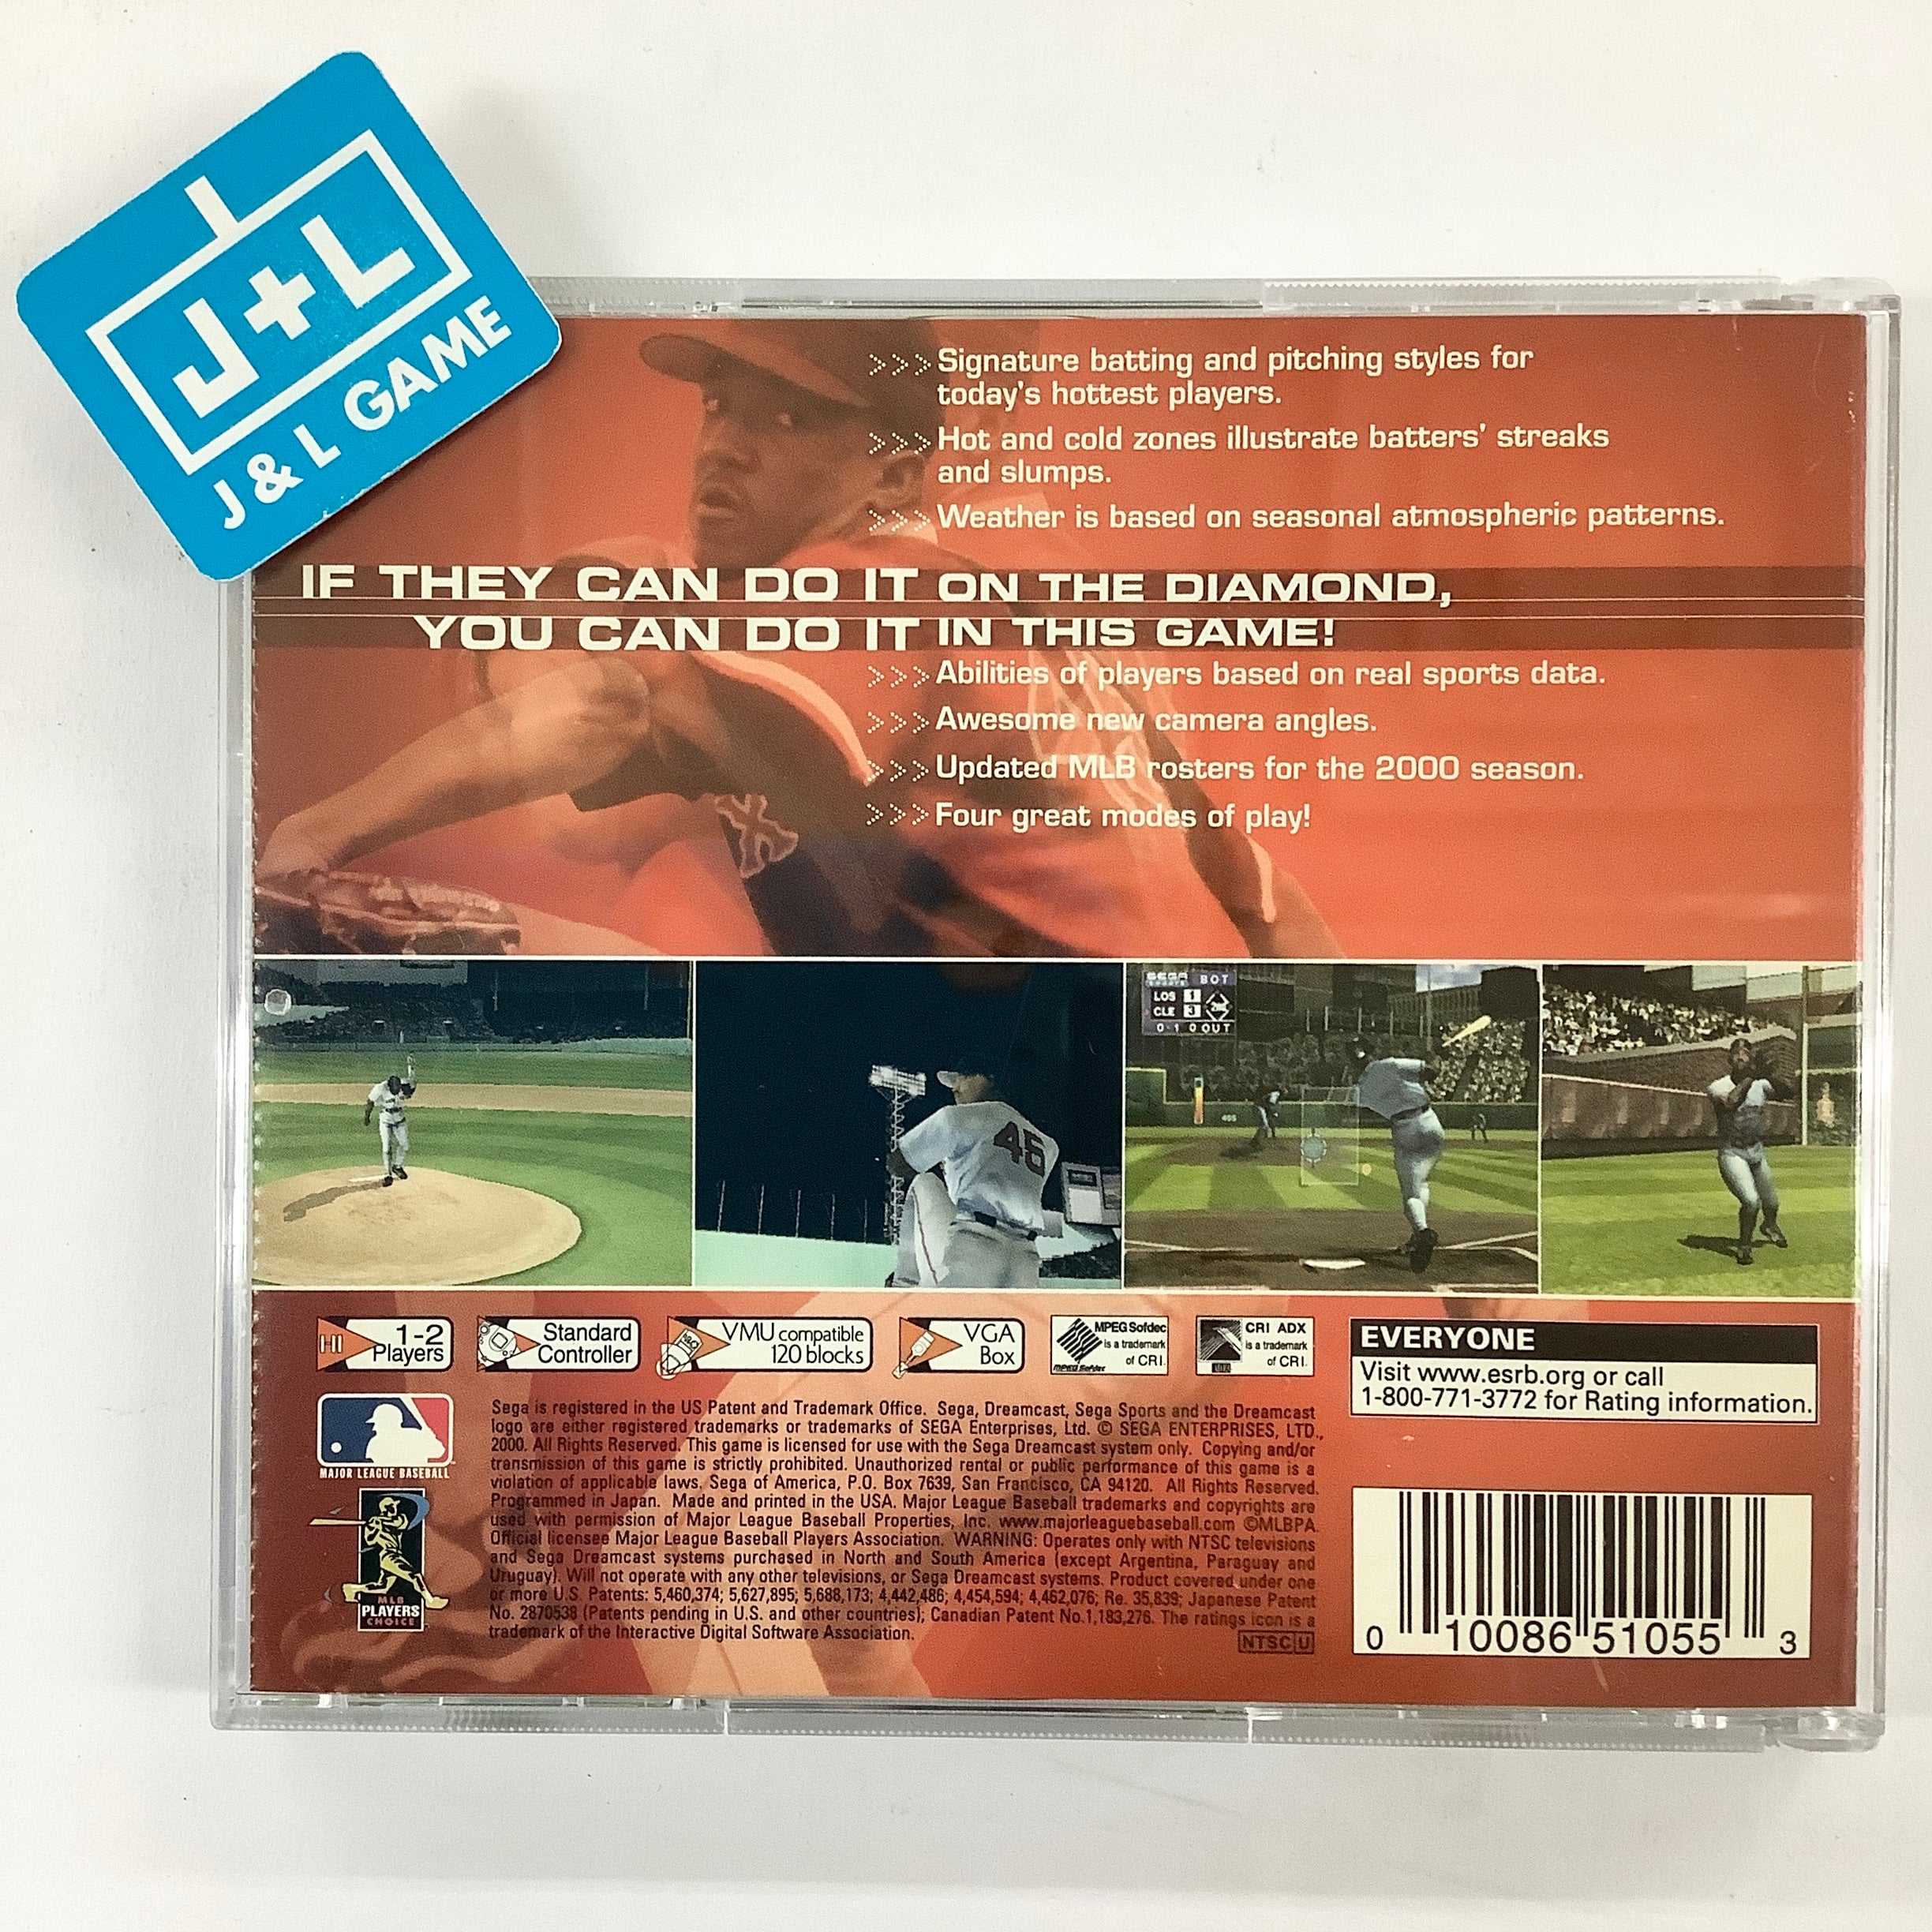 J+L
J & L GAME
>>> Signature batting and pitching styles for
today's hottest players.
>>> Hot and cold zones illustrate batters' streaks
and slumps.
>>> Weather is based on seasonal atmospheric patterns.
IF THEY CAN DO IT ON THE DIAMOND,
YOU CAN DO IT IN THIS GAME!
>>> Abilities of players based on real sports data.
>>> Awesome new camera angles.
>>> Updated MLB rosters for the 2000 season.
>>> Four great modes of play!
45
SEGA SPORTS BOT
LOS 1
CLE 3
0-1 0 OUT
405
1-2
Players
Standard
Controller
VMU compatible
120 blocks
VGA
Box
MPEG Sofdec
is a trademark
of CRI.
MPEG Sofdec
CRI ADX
is a trademark
of CRI.
EVERYONE
Visit www.esrb.org or call
1-800-771-3772 for Rating information.
MAJOR LEAGUE BASEBALL
MLB
PLAYERS
CHOICE
Sega is registered in the US Patent and Trademark Office. Sega, Dreamcast, Sega Sports and the Dreamcast
logo are either registered trademarks or trademarks of SEGA Enterprises, Ltd. © SEGA ENTERPRISES, LTD.,
2000. All Rights Reserved. This game is licensed for use with the Sega Dreamcast system only. Copying and/or
transmission of this game is strictly prohibited. Unauthorized rental or public performance of this game is a
violation of applicable laws. Sega of America, P.O. Box 7639, San Francisco, CA 94120. All Rights Reserved.
Programmed in Japan. Made and printed in the USA. Major League Baseball trademarks and copyrights are
used with permission of Major League Baseball Properties, Inc. www.majorleaguebaseball.com ©MLBPA.
Official licensee Major League Baseball Players Association. WARNING: Operates only with NTSC televisions
and Sega Dreamcast systems purchased in North and South America (except Argentina, Paraguay and
Uruguay). Will not operate with any other televisions, or Sega Dreamcast systems. Product covered under one
or more U.S. Patents: 5,460,374; 5,627,895; 5,688,173; 4,442,486; 4,454,594; 4,462,076; Re. 35,839; Japanese Patent
No. 2870538 (Patents pending in U.S. and other countries); Canadian Patent No.1,183,276. The ratings icon is a
trademark of the Interactive Digital Software Association.
NTSC U
0 10086 51055 3